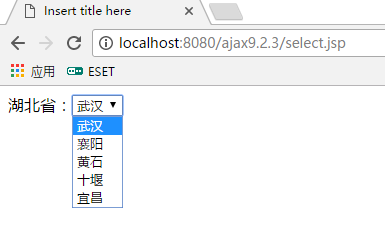 Insert title here
localhost:8080/ajax9.2.3/select.jsp
应用 ESET
湖北省：武汉
武汉
襄阳
黄石
十堰
宜昌